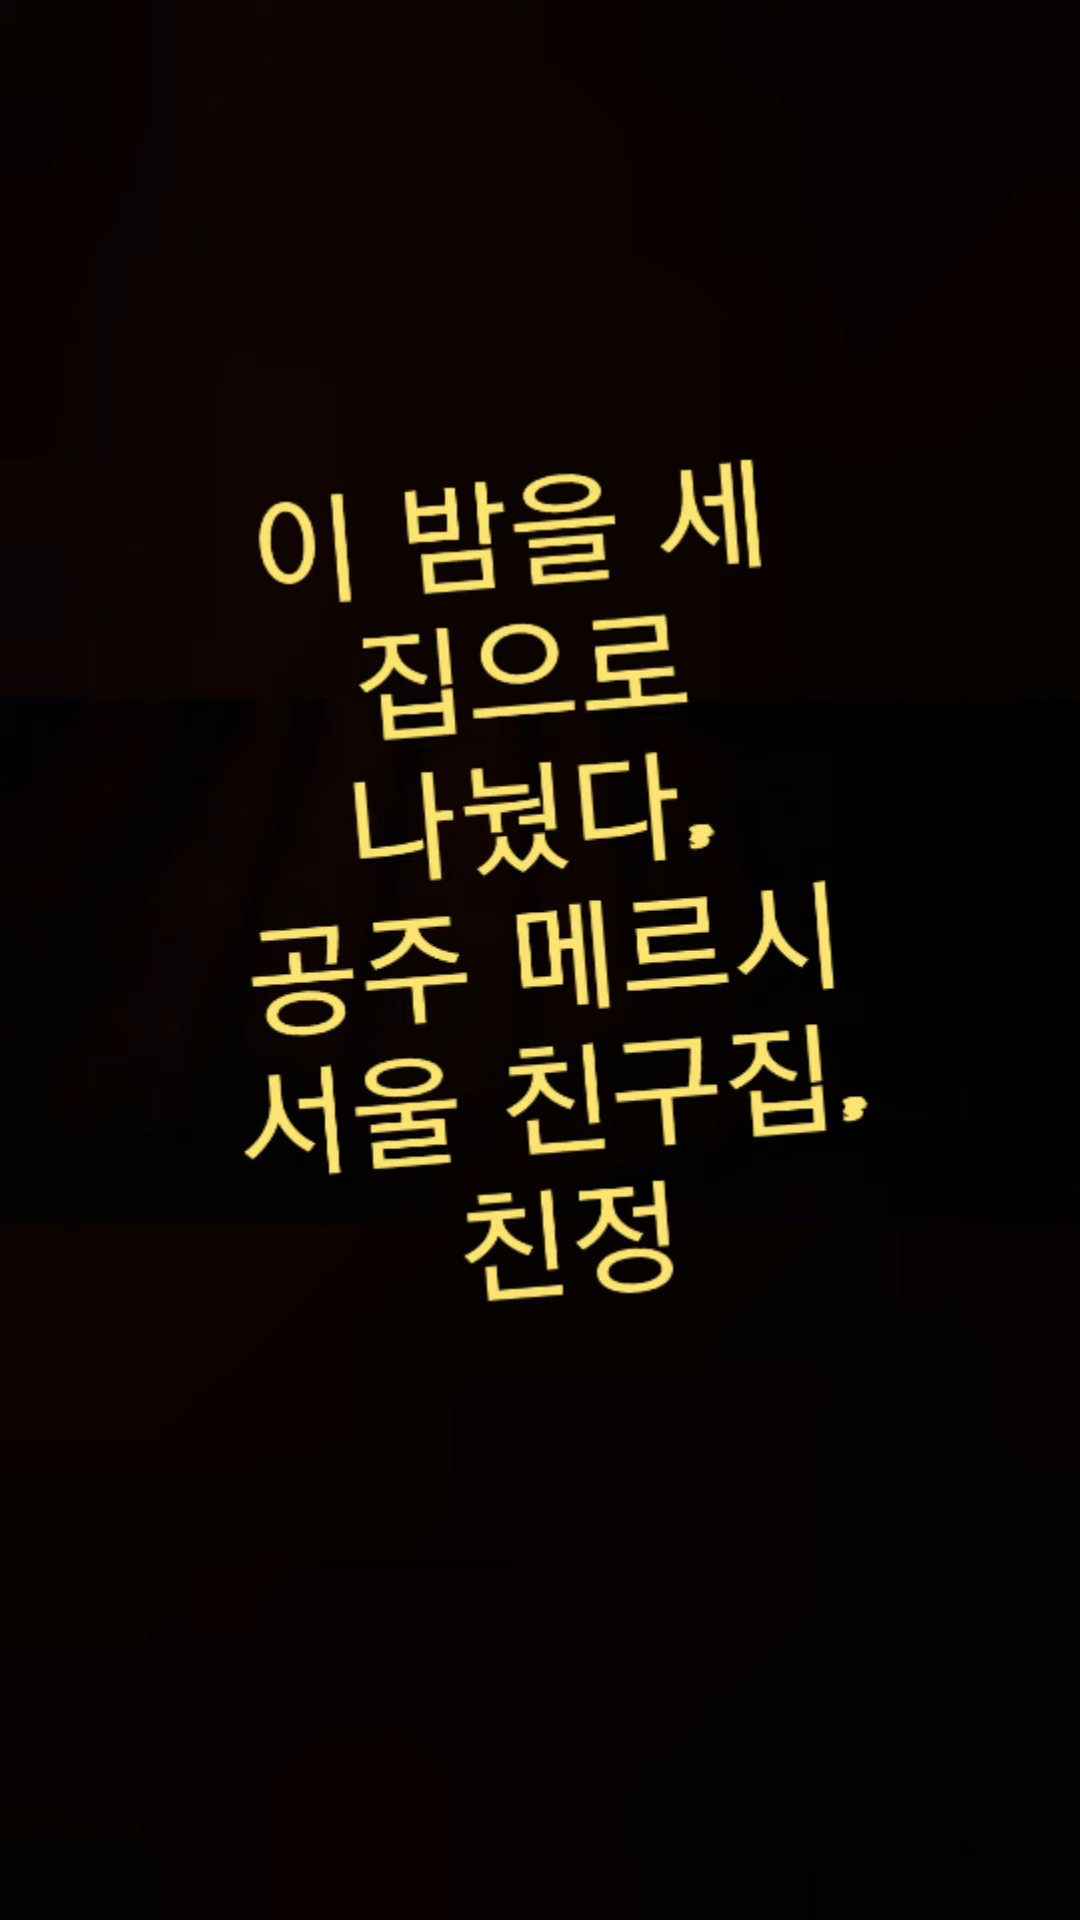 이 밤을 세
집으로
나눴다,
공주 메르시
서울 친구집,
친정